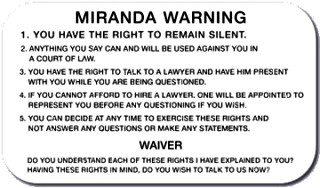 MIRANDA WARNING
1. YOU HAVE THE RIGHT TO REMAIN SILENT.
2. ANYTHING YOU SAY CAN AND WILL BE USED AGAINST YOU IN
A COURT OF LAW.
3. YOU HAVE THE RIGHT TO TALK TO A LAWYER AND HAVE HIM PRESENT
WITH YOU WHILE YOU ARE BEING QUESTIONED.
4. IF YOU CANNOT AFFORD TO HIRE A LAWYER, ONE WILL BE APPOINTED TO
REPRESENT YOU BEFORE ANY QUESTIONING IF YOU WISH.
5. YOU CAN DECIDE AT ANY TIME TO EXERCISE THESE RIGHTS AND
NOT ANSWER ANY QUESTIONS OR MAKE ANY STATEMENTS.
WAIVER
DO YOU UNDERSTAND EACH OF THESE RIGHTS I HAVE EXPLAINED TO YOU?
HAVING THESE RIGHTS IN MIND, DO YOU WISH TO TALK TO US NOW?